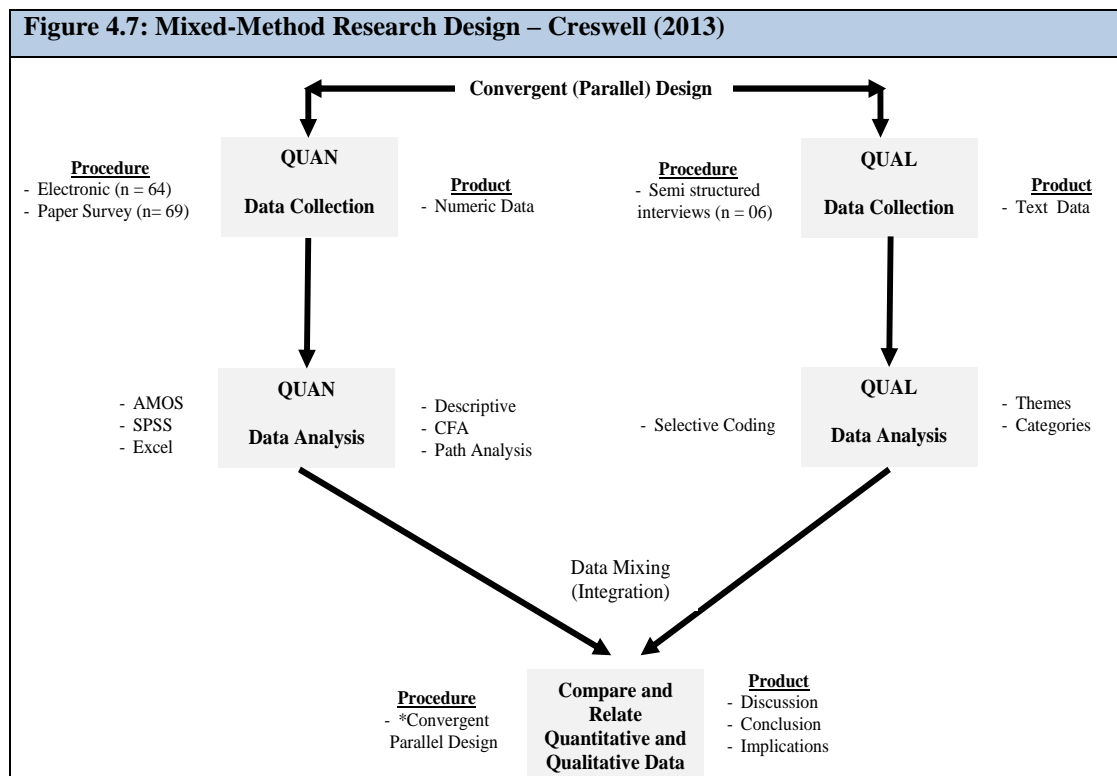 Figure 4.7: Mixed-Method Research Design – Creswell (2013)
Convergent (Parallel) Design
Procedure
- Electronic (n = 64)
- Paper Survey (n= 69)
QUAN
Data Collection
Product
- Numeric Data
Procedure
- Semi structured
interviews (n = 06)
QUAL
Data Collection
Product
- Text Data
- AMOS
- SPSS
- Excel
QUAN
Data Analysis
- Descriptive
- CFA
- Path Analysis
- Selective Coding
QUAL
Data Analysis
- Themes
- Categories
Data Mixing
(Integration)
Procedure
- *Convergent
Parallel Design
Compare and
Relate
Quantitative and
Qualitative Data
Product
- Discussion
- Conclusion
- Implications